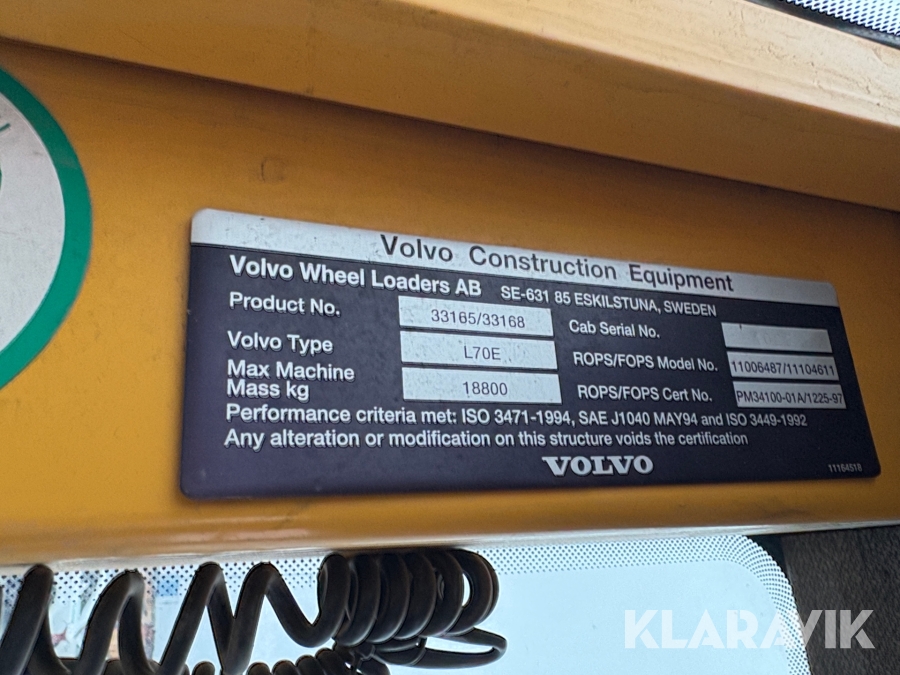 Volvo Construction Equipment
Volvo Wheel Loaders AB SE-631 85 ESKILSTUNA, SWEDEN
Product No. 33165/33168 Cab Serial No.
Volvo Type L70E ROPS/FOPS Model No. 11006487/11104611
Max Machine
Mass kg 18800 ROPS/FOPS Cert No. PM34100-01A/1225-97
Performance criteria met: ISO 3471-1994, SAE J1040 MAY94 and ISO 3449-1992
Any alteration or modification on this structure voids the certification
VOLVO
11164518
KLARAVIK